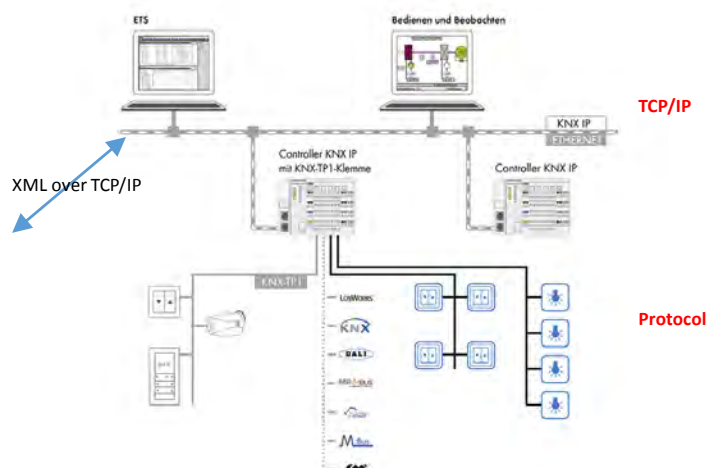 ETS
Bedienen und Beobachten
TCP/IP
KNX IP
ETHERNET
Controller KNX IP
mit KNX-TP1-Klemme
Controller KNX IP
XML over TCP/IP
KNX-TP1
LonWorks
KNX
DALI
Protocol